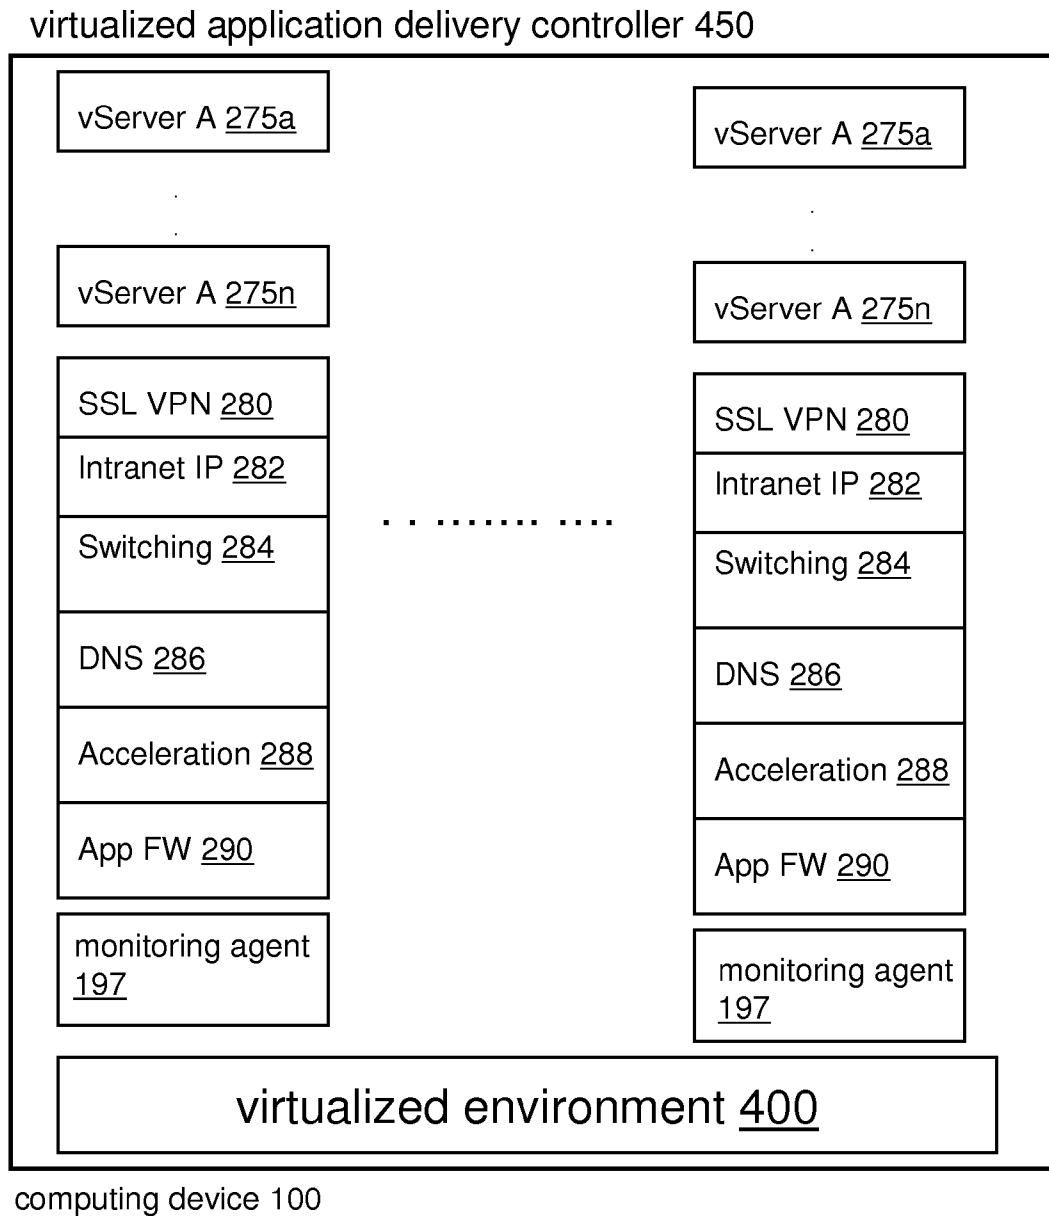 virtualized application delivery controller 450
vServer A 275a
vServer A 275n
SSL VPN 280
Intranet IP 282
Switching 284
DNS 286
Acceleration 288
App FW 290
monitoring agent
197
vServer A 275a
vServer A 275n
SSL VPN 280
Intranet IP 282
Switching 284
DNS 286
Acceleration 288
App FW 290
monitoring agent
197
virtualized environment 400
computing device 100